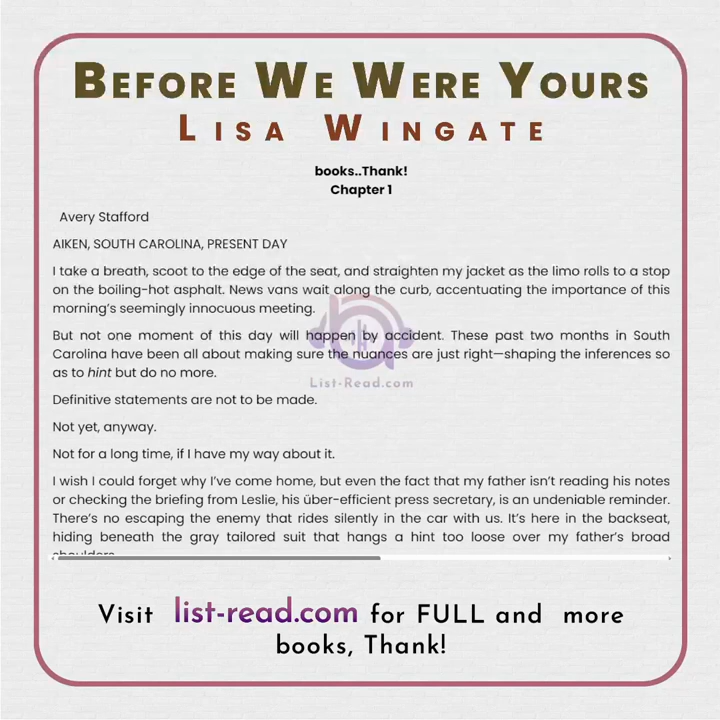 BEFORE WE WERE YOURS
LISA WINGATE
books..Thank!
Chapter 1
Avery Stafford
AIKEN, SOUTH CAROLINA, PRESENT DAY
I take a breath, scoot to the edge of the seat, and straighten my jacket as the limo rolls to a stop
on the boiling-hot asphalt. News vans wait along the curb, accentuating the importance of this
morning’s seemingly innocuous meeting.
But not one moment of this day will happen by accident. These past two months in South
Carolina have been all about making sure the nuances are just right—shaping the inferences so
as to hint but do no more.
List-Read.com
Definitive statements are not to be made.
Not yet, anyway.
Not for a long time, if I have my way about it.
I wish I could forget why I’ve come home, but even the fact that my father isn’t reading his notes
or checking the briefing from Leslie, his über-efficient press secretary, is an undeniable reminder.
There’s no escaping the enemy that rides silently in the car with us. It’s here in the backseat,
hiding beneath the gray tailored suit that hangs a hint too loose over my father’s broad
shoulders.
Visit list-read.com for FULL and more
books, Thank!